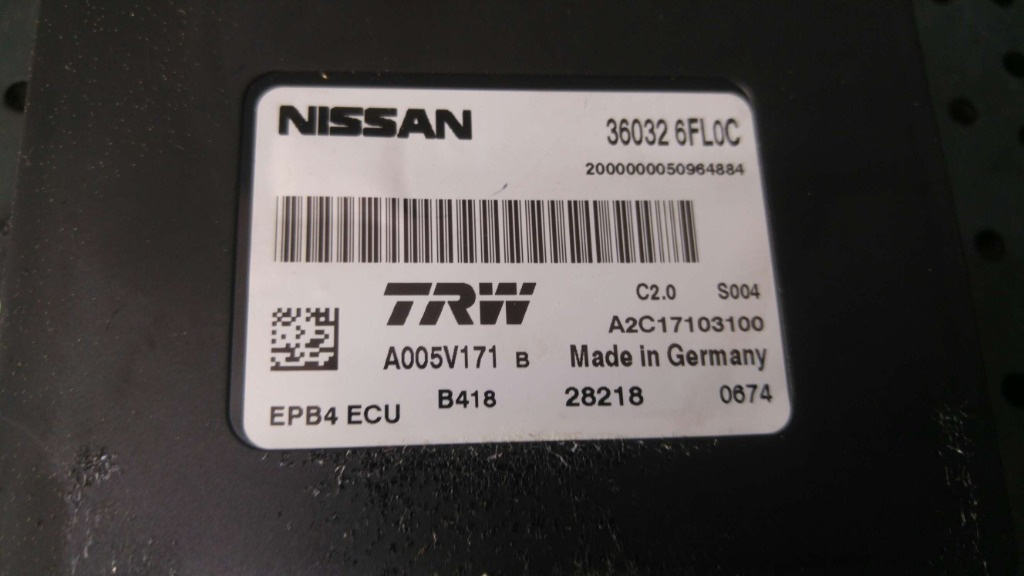 NISSAN 36032 6FL0C
2000000050964884
TRW C2.0 S004
A2C17103100
A005V171 B Made in Germany
EPB4 ECU B418 28218 0674